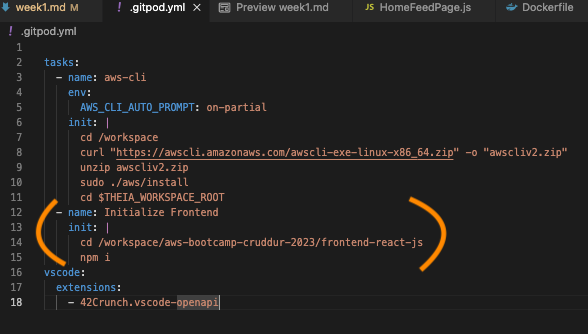 week1.md M
! .gitpod.yml ×
Preview week1.md
JS HomeFeedPage.js
Dockerfile
! .gitpod.yml
1
2 tasks:
3   - name: aws-cli
4     env:
5       AWS_CLI_AUTO_PROMPT: on-partial
6     init: |
7       cd /workspace
8       curl "https://awscli.amazonaws.com/awscli-exe-linux-x86_64.zip" -o "awscliv2.zip"
9       unzip awscliv2.zip
10       sudo ./aws/install
11       cd $THEIA_WORKSPACE_ROOT
12   - name: Initialize Frontend
13     init: |
14       cd /workspace/aws-bootcamp-cruddur-2023/frontend-react-js
15       npm i
16 vscode:
17   extensions:
18     - 42Crunch.vscode-openapi